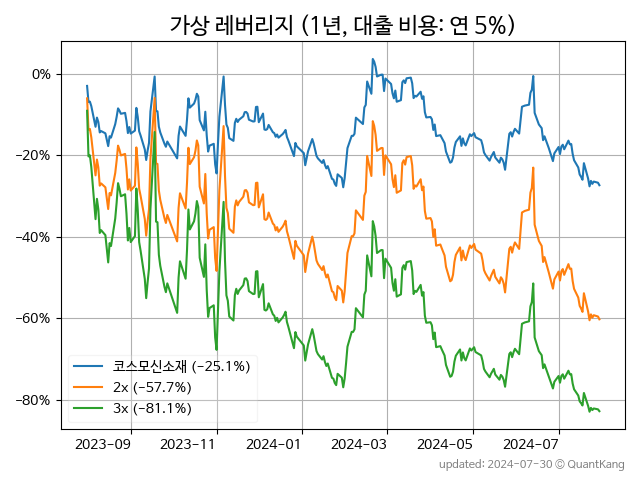 가상 레버리지 (1년, 대출 비용: 연 5%)
0%
−20%
−40%
−60%
−80%
코스모신소재 (−25.1%)
2x (−57.7%)
3x (−81.1%)
2023-09 2023-11 2024-01 2024-03 2024-05 2024-07
updated: 2024-07-30 © QuantKang